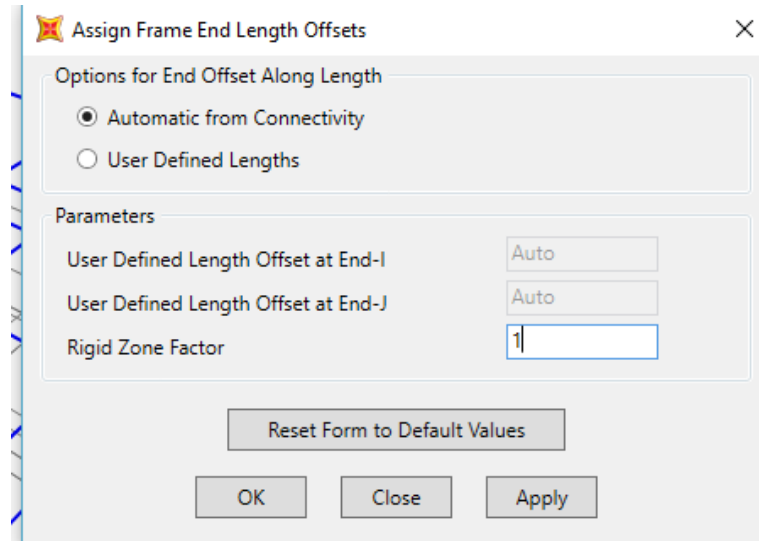 Assign Frame End Length Offsets
Options for End Offset Along Length
Automatic from Connectivity
User Defined Lengths
Parameters
User Defined Length Offset at End-I Auto
User Defined Length Offset at End-J Auto
Rigid Zone Factor 1
Reset Form to Default Values
OK Close Apply